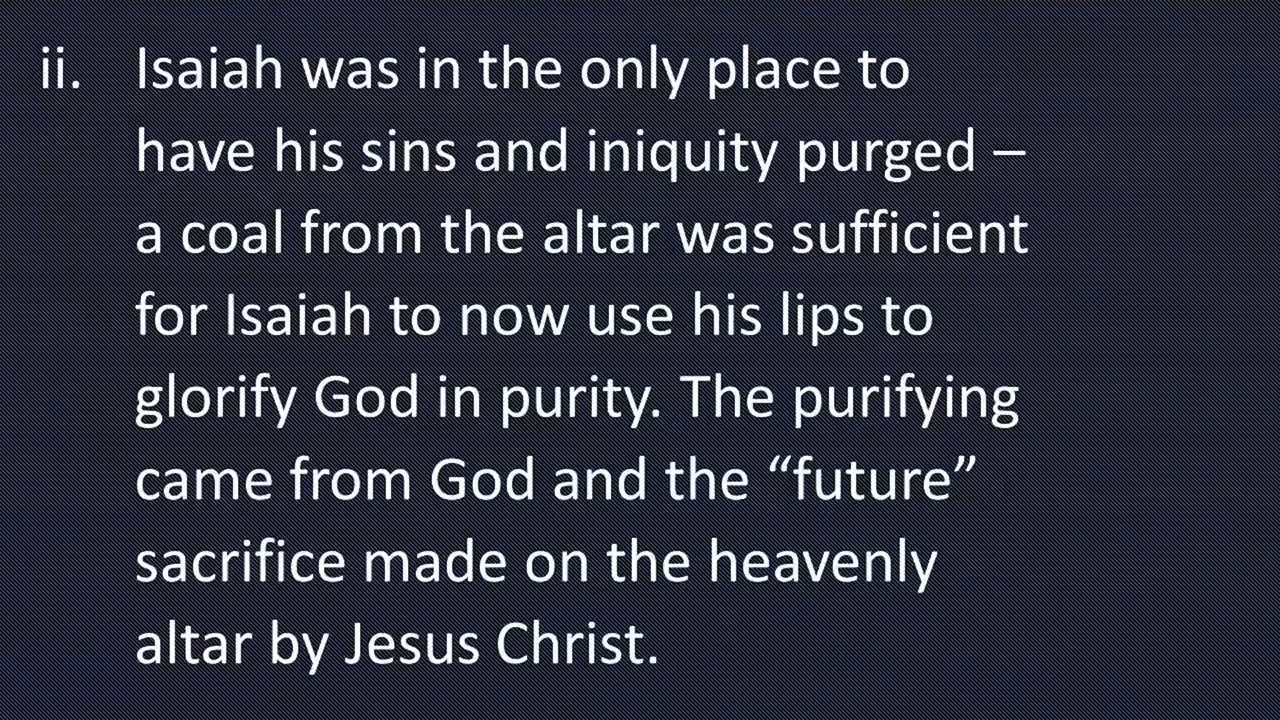 ii. Isaiah was in the only place to
have his sins and iniquity purged –
a coal from the altar was sufficient
for Isaiah to now use his lips to
glorify God in purity. The purifying
came from God and the “future”
sacrifice made on the heavenly
altar by Jesus Christ.